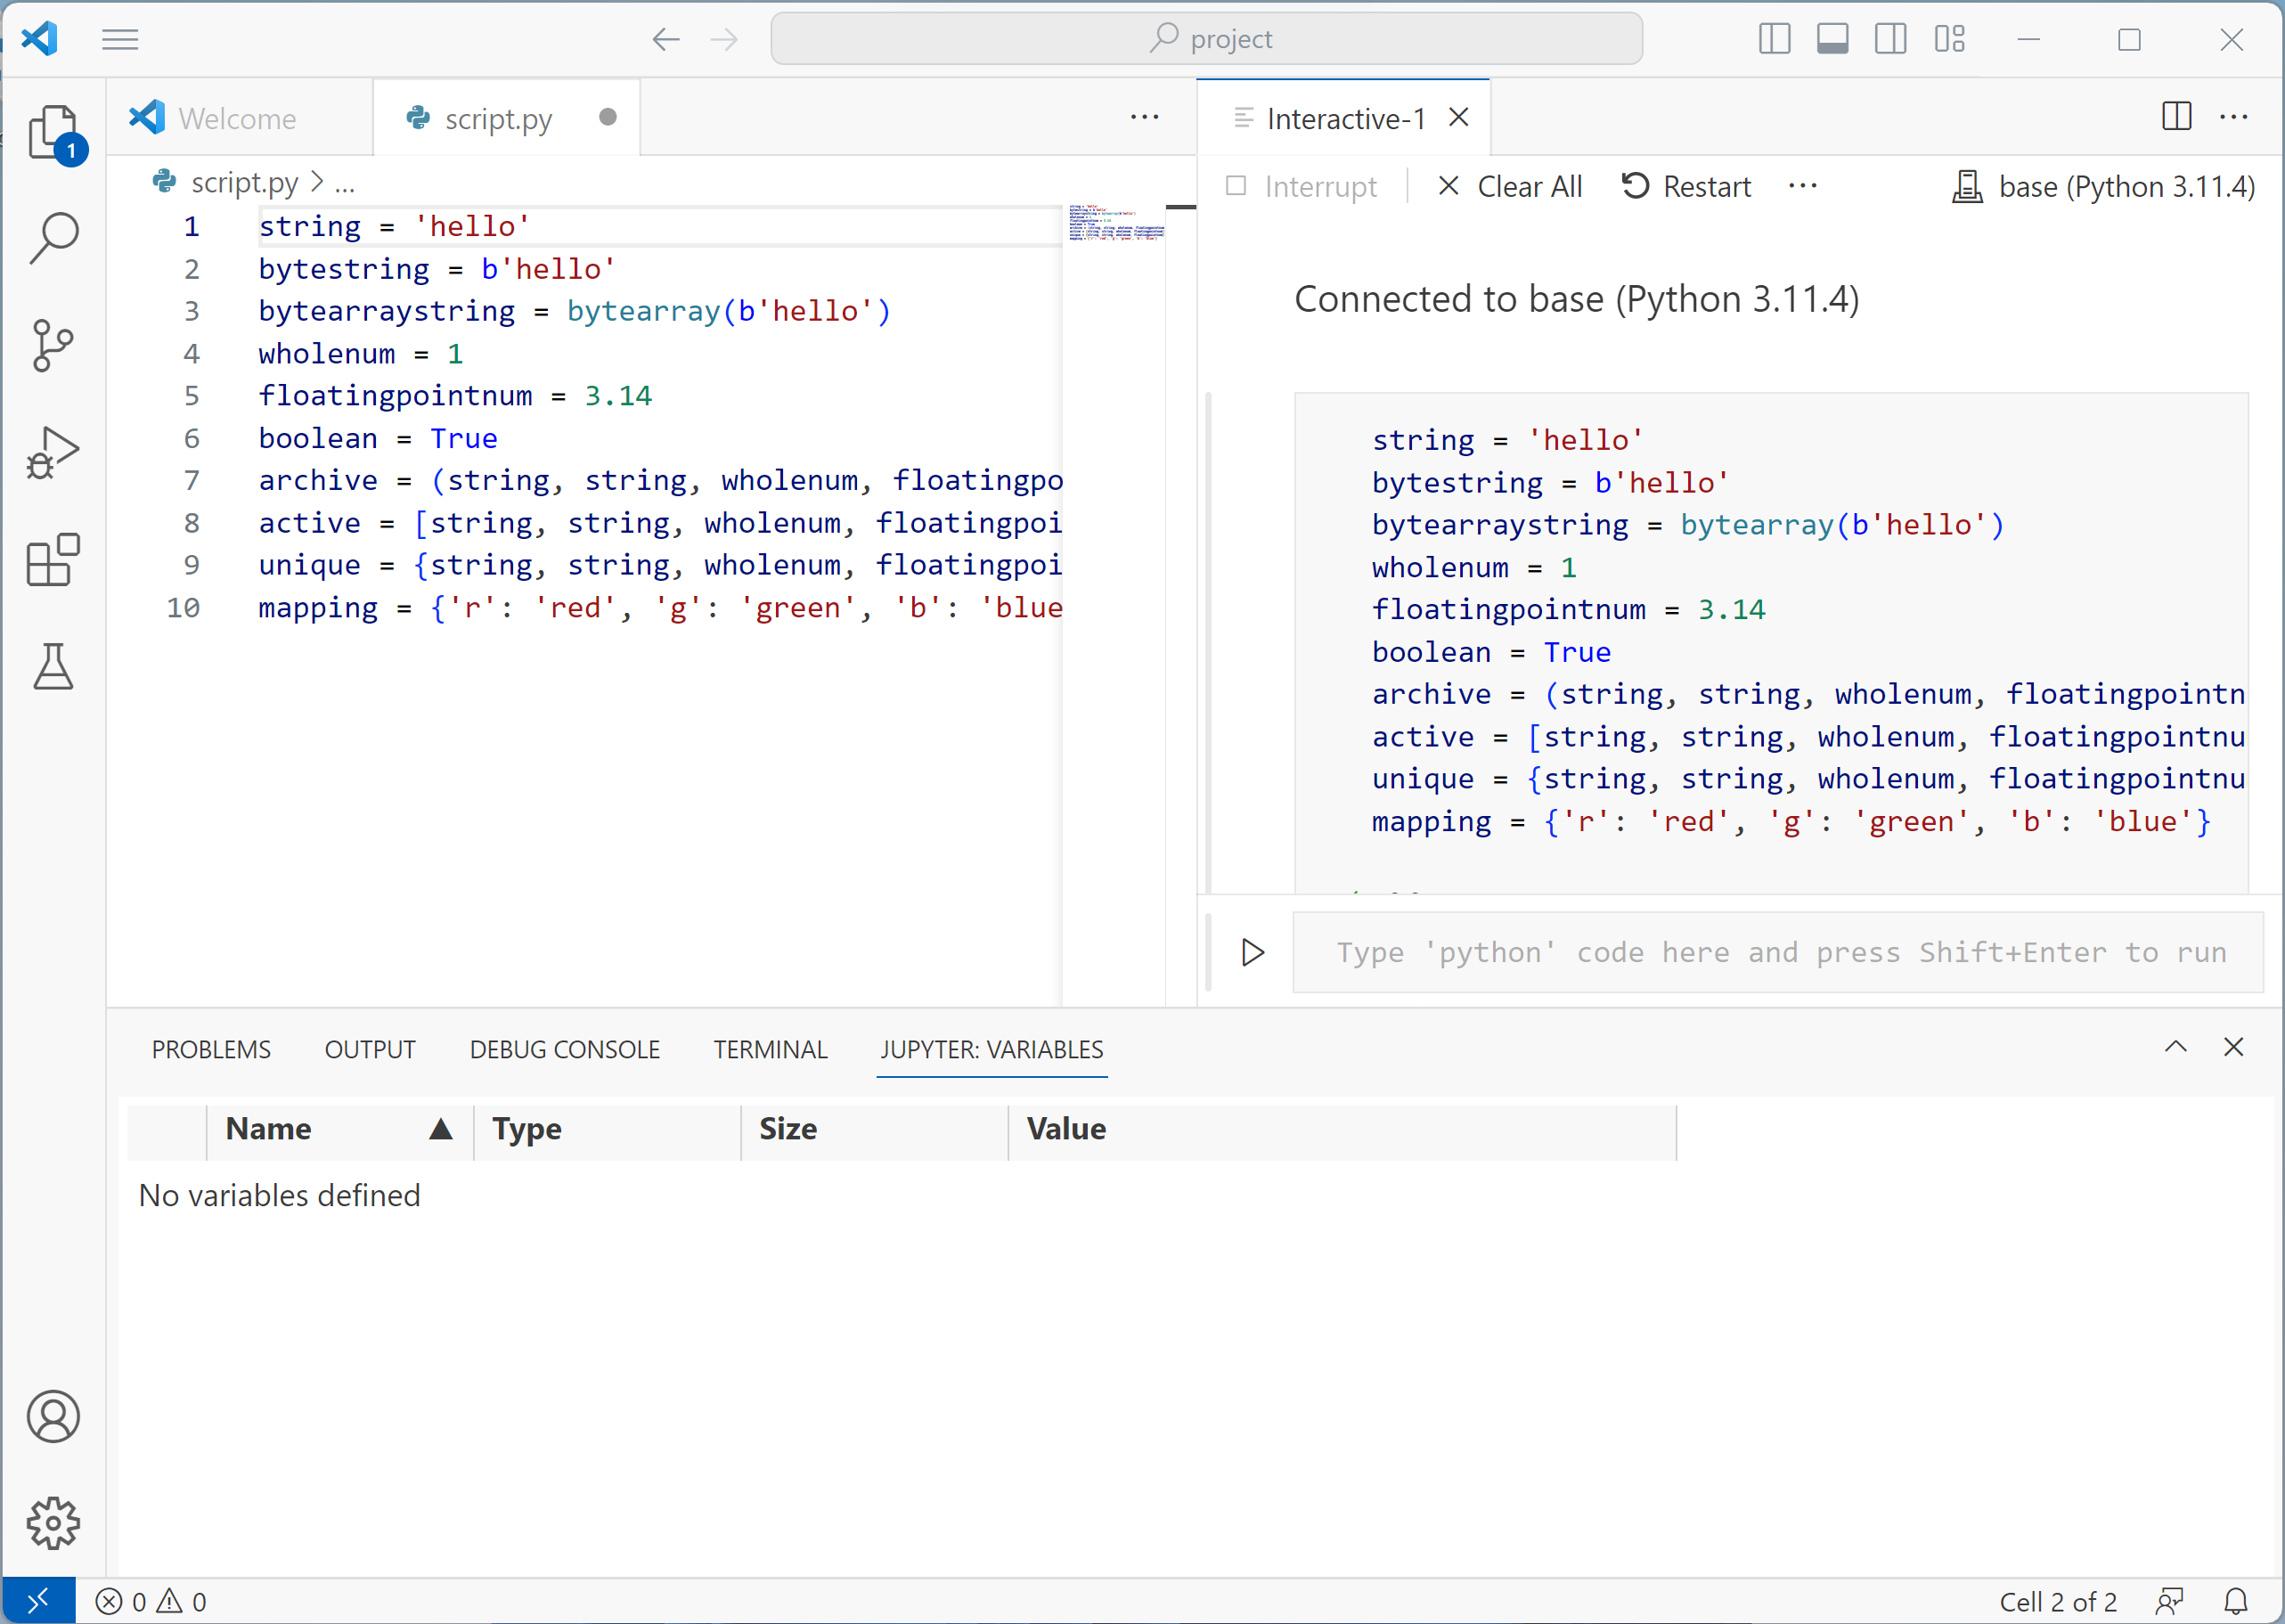 project
Welcome
script.py
Interactive-1
1
script.py > ...
Interrupt
Clear All
Restart
base (Python 3.11.4)
1 string = 'hello'
2 bytestring = b'hello'
3 bytearraystring = bytearray(b'hello')
4 wholenum = 1
5 floatingpointnum = 3.14
6 boolean = True
7 archive = (string, string, wholenum, floatingpo
8 active = [string, string, wholenum, floatingpoi
9 unique = {string, string, wholenum, floatingpoi
10 mapping = {'r': 'red', 'g': 'green', 'b': 'blue
Connected to base (Python 3.11.4)
string = 'hello'
bytestring = b'hello'
bytearraystring = bytearray(b'hello')
wholenum = 1
floatingpointnum = 3.14
boolean = True
archive = (string, string, wholenum, floatingpointn
active = [string, string, wholenum, floatingpointnu
unique = {string, string, wholenum, floatingpointnu
mapping = {'r': 'red', 'g': 'green', 'b': 'blue'}
Type 'python' code here and press Shift+Enter to run
PROBLEMS OUTPUT DEBUG CONSOLE TERMINAL JUPYTER: VARIABLES
Name Type Size Value
No variables defined
0 0
Cell 2 of 2